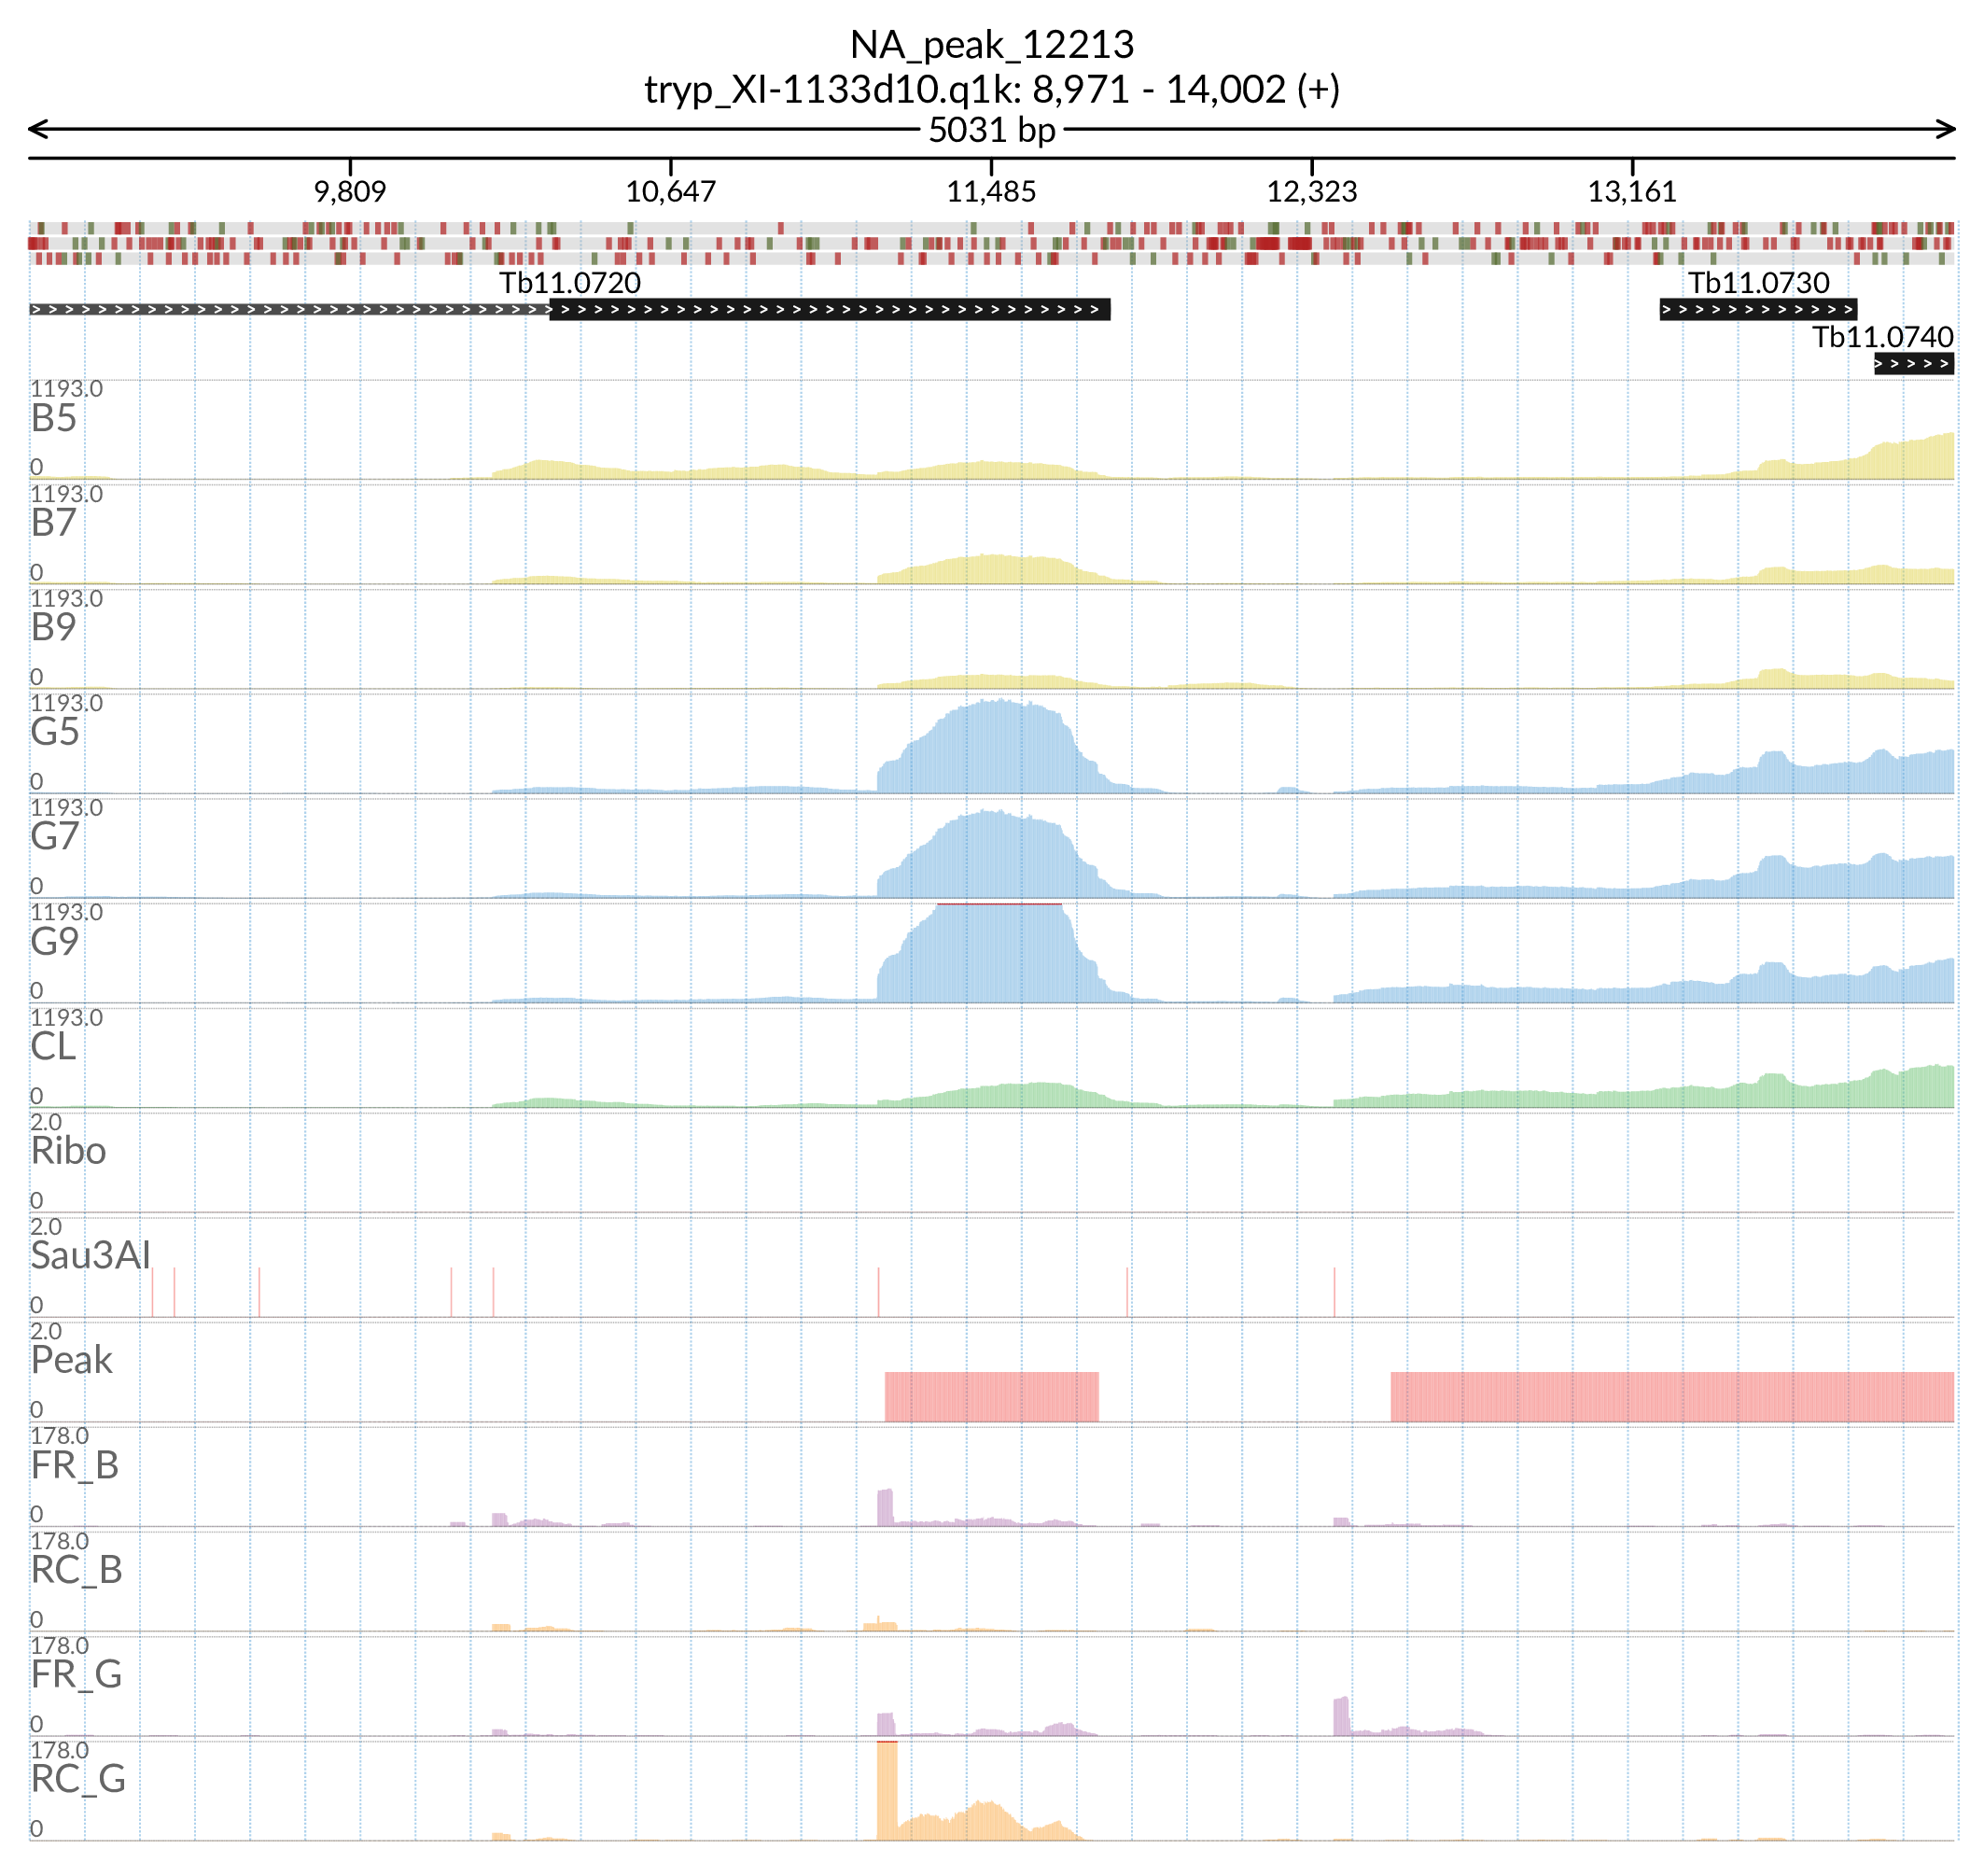 NA_peak_12213
tryp_XI-1133d10.q1k: 8,971 - 14,002 (+)
5031 bp
9,809 10,647 11,485 12,323 13,161
Tb11.0720 Tb11.0730
Tb11.0740
1193.0
B5
0
1193.0
B7
0
1193.0
B9
0
1193.0
G5
0
1193.0
G7
0
1193.0
G9
0
1193.0
CL
0
2.0
Ribo
0
2.0
Sau3AI
0
2.0
Peak
0
178.0
FR_B
0
178.0
RC_B
0
178.0
FR_G
0
178.0
RC_G
0